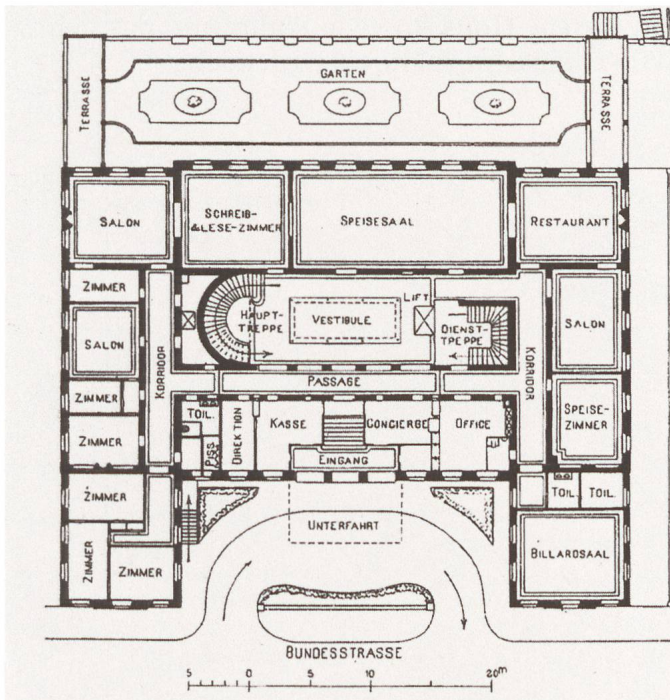 GARTEN
TERRASSE
TERRASSE
SALON
SCHREIB-
&LESE-ZIMMER
SPEISESAAL
RESTAURANT
ZIMMER
HAUPT-
TREPPE
VESTIBULE
LIFT
DIENST-
TREPPE
SALON
SALON
KORRIDOR
KORRIDOR
PASSAGE
ZIMMER
ZIMMER
TOIL.
PISS.
DIREKTION
KASSE
CONCIERGE
OFFICE
SPEISE-
ZIMMER
EINGANG
ZIMMER
ZIMMER
ZIMMER
UNTERFAHRT
TOIL.
TOIL.
BILLARDSAAL
BUNDESSTRASSE
5 0 5 10 20m